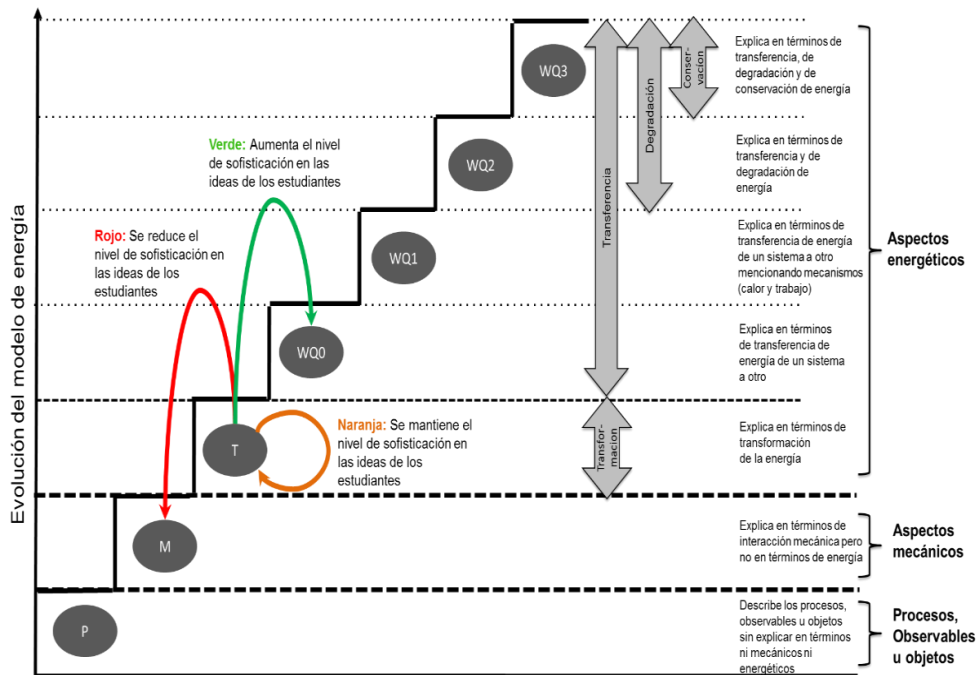 Evolución del modelo de energía
WQ3
WQ2
WQ1
WQ0
T
M
P
Verde: Aumenta el nivel
de sofisticación en las
ideas de los estudiantes
Rojo: Se reduce el
nivel de sofisticación en
las ideas de los
estudiantes
Naranja: Se mantiene el
nivel de sofisticación en
las ideas de los
estudiantes
Transferencia
Degradación
Conser-
vacion
Transfor-
macion
Explica en términos de
transferencia, de
degradación y de
conservación de energía
Explica en términos de
transferencia y de
degradación de
energía
Explica en términos de
transferencia de energía
de un sistema a otro
mencionando mecanismos
(calor y trabajo)
Explica en términos
de transferencia de
energía de un sistema
a otro
Explica en términos de
transformación
de la energía
Explica en términos de
interacción mecánica pero
no en términos de energía
Describe los procesos,
observables u objetos
sin explicar en términos
ni mecánicos ni
energéticos
Aspectos
energéticos
Aspectos
mecánicos
Procesos,
Observables
u objetos